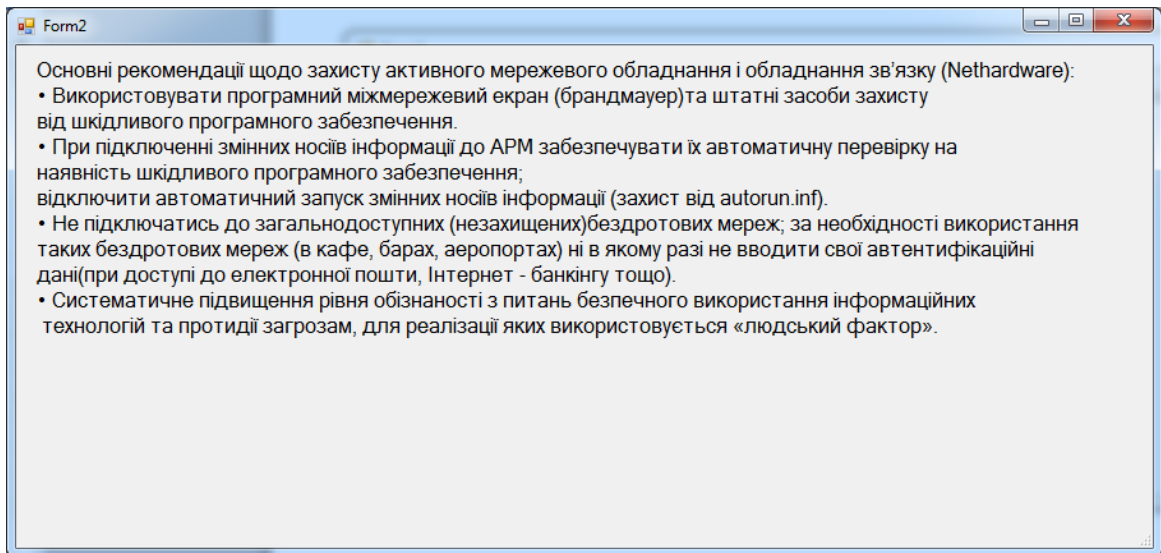 Form2
Основні рекомендації щодо захисту активного мережевого обладнання і обладнання зв’язку (Nethardware):
• Використовувати програмний міжмережевий екран (брандмауер)та штатні засоби захисту
від шкідливого програмного забезпечення.
• При підключенні змінних носіїв інформації до АРМ забезпечувати їх автоматичну перевірку на
наявність шкідливого програмного забезпечення;
відключити автоматичний запуск змінних носіїв інформації (захист від autorun.inf).
• Не підключатись до загальнодоступних (незахищених)бездротових мереж; за необхідності використання
таких бездротових мереж (в кафе, барах, аеропортах) ні в якому разі не вводити свої автентифікаційні
дані(при доступі до електронної пошти, Інтернет - банкінгу тощо).
• Систематичне підвищення рівня обізнаності з питань безпечного використання інформаційних
технологій та протидії загрозам, для реалізації яких використовується «людський фактор».